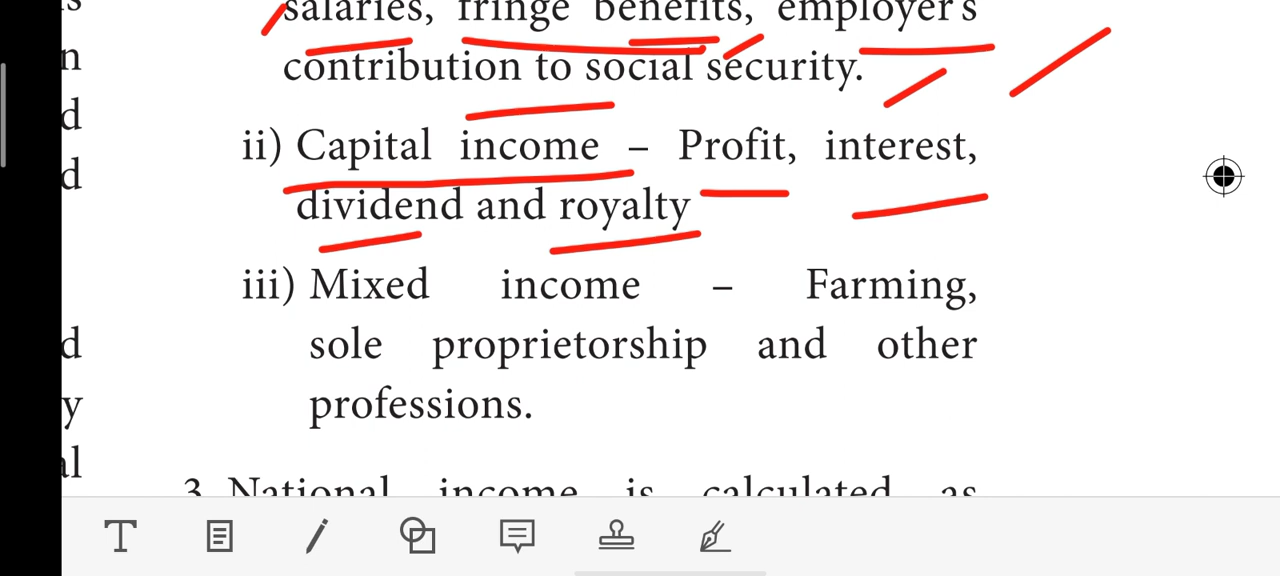 salaries, fringe benefits, employer's
contribution to social security.
ii) Capital income – Profit, interest,
dividend and royalty
iii) Mixed income – Farming,
sole proprietorship and other
professions.
3. National income is calculated as
n
d
d
d
y
al